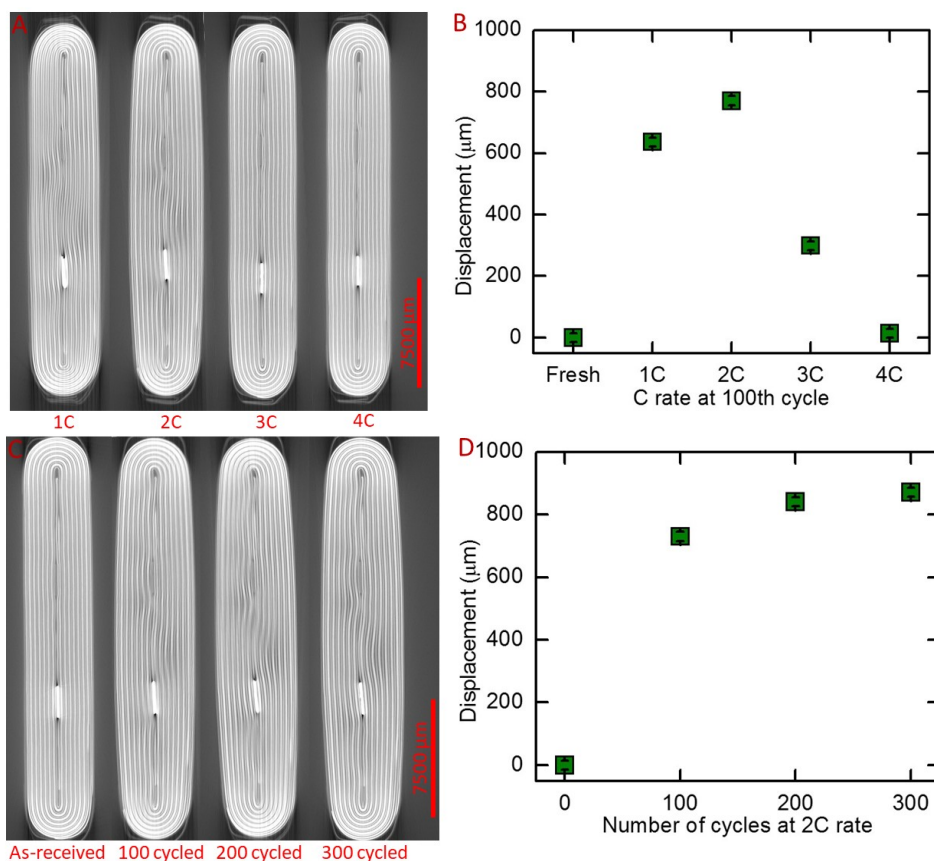 A
7500 µm
1C 2C 3C 4C
B
1000
800
600
400
200
0
Displacement (µm)
Fresh 1C 2C 3C 4C
C rate at 100th cycle
C
7500 µm
As-received 100 cycled 200 cycled 300 cycled
D
1000
800
600
400
200
0
Displacement (µm)
0 100 200 300
Number of cycles at 2C rate